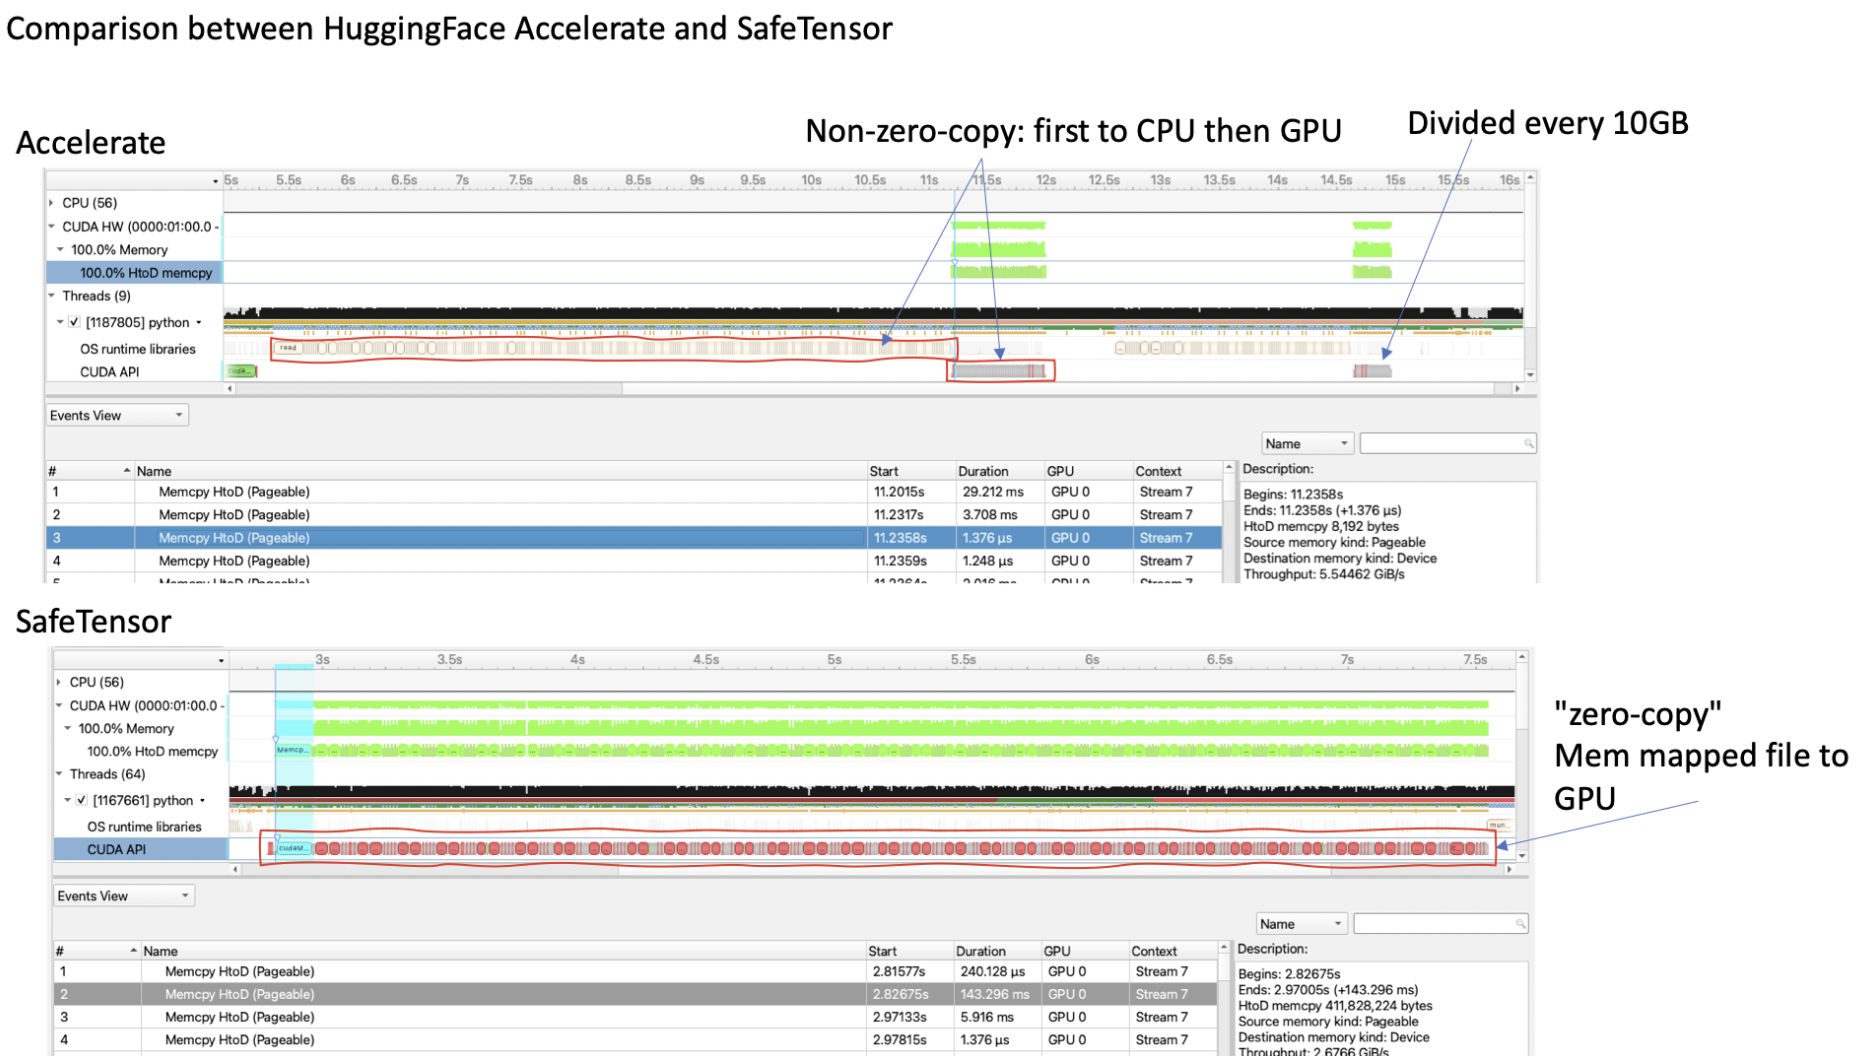 Comparison between HuggingFace Accelerate and SafeTensor
Accelerate
Non-zero-copy: first to CPU then GPU
Divided every 10GB
5s 5.5s 6s 6.5s 7s 7.5s 8s 8.5s 9s 9.5s 10s 10.5s 11s 11.5s 12s 12.5s 13s 13.5s 14s 14.5s 15s 15.5s 16s
CPU (56)
CUDA HW (0000:01:00.0 -
100.0% Memory
100.0% HtoD memcpy
Threads (9)
[1187805] python
OS runtime libraries
read
CUDA API
cuda...
Events View
Name
# Name Start Duration GPU Context
Description:
1 Memcpy HtoD (Pageable) 11.2015s 29.212 ms GPU 0 Stream 7
2 Memcpy HtoD (Pageable) 11.2317s 3.708 ms GPU 0 Stream 7
3 Memcpy HtoD (Pageable) 11.2358s 1.376 μs GPU 0 Stream 7
4 Memcpy HtoD (Pageable) 11.2359s 1.248 μs GPU 0 Stream 7
Begins: 11.2358s
Ends: 11.2358s (+1.376 μs)
HtoD memcpy 8,192 bytes
Source memory kind: Pageable
Destination memory kind: Device
Throughput: 5.54462 GiB/s
SafeTensor
3s 3.5s 4s 4.5s 5s 5.5s 6s 6.5s 7s 7.5s
CPU (56)
CUDA HW (0000:01:00.0 -
100.0% Memory
100.0% HtoD memcpy
Memcp...
Threads (64)
[1167661] python
OS runtime libraries
mun...
CUDA API
cudaM...
"zero-copy"
Mem mapped file to
GPU
Events View
Name
# Name Start Duration GPU Context
Description:
1 Memcpy HtoD (Pageable) 2.81577s 240.128 μs GPU 0 Stream 7
2 Memcpy HtoD (Pageable) 2.82675s 143.296 ms GPU 0 Stream 7
3 Memcpy HtoD (Pageable) 2.97133s 5.916 ms GPU 0 Stream 7
4 Memcpy HtoD (Pageable) 2.97815s 1.376 μs GPU 0 Stream 7
Begins: 2.82675s
Ends: 2.97005s (+143.296 ms)
HtoD memcpy 411,828,224 bytes
Source memory kind: Pageable
Destination memory kind: Device
Throughput: 2.6766 GiB/s